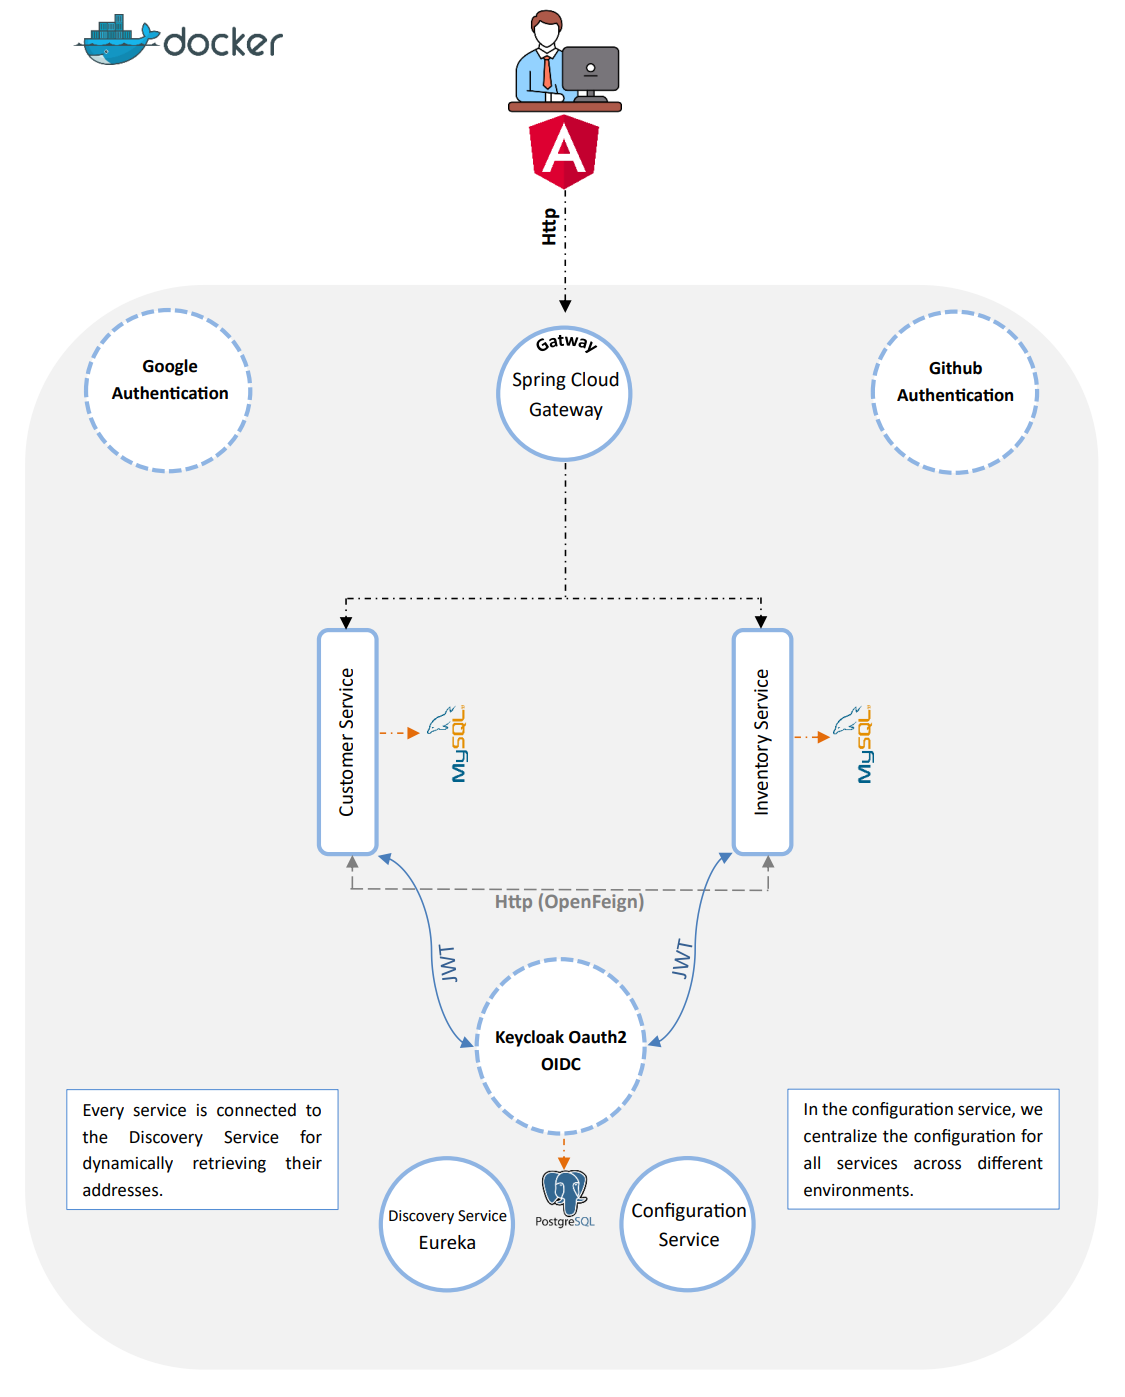 docker
Http
Google
Authentication
Gatway
Spring Cloud
Gateway
Github
Authentication
Customer Service
MySQL
Inventory Service
MySQL
Http (OpenFeign)
JWT
JWT
Keycloak Oauth2
OIDC
Every service is connected to
the Discovery Service for
dynamically retrieving their
addresses.
In the configuration service, we
centralize the configuration for
all services across different
environments.
Discovery Service
Eureka
PostgreSQL
Configuration
Service